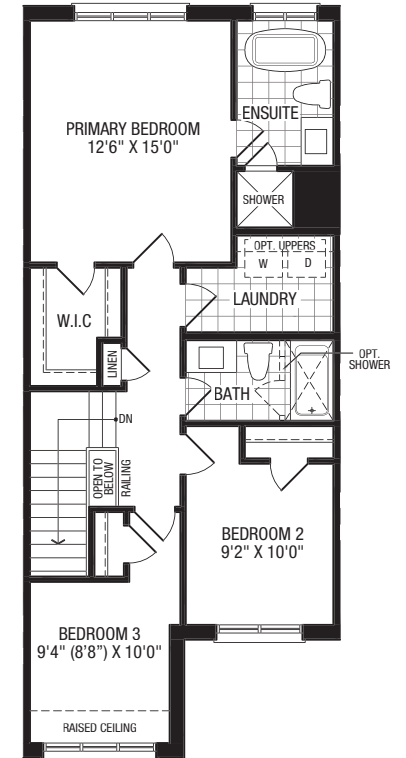 PRIMARY BEDROOM
12'6" X 15'0"
ENSUITE
SHOWER
OPT. UPPERS
W
D
LAUNDRY
W.I.C
LINEN
BATH
OPT.
SHOWER
DN
OPEN TO
BELOW
RAILING
BEDROOM 2
9'2" X 10'0"
BEDROOM 3
9'4" (8'8") X 10'0"
RAISED CEILING